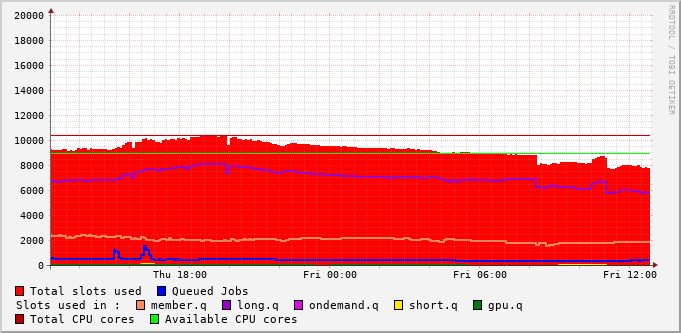 20000
18000
16000
14000
12000
10000
8000
6000
4000
2000
0
Thu 18:00 Fri 00:00 Fri 06:00 Fri 12:00
Total slots used Queued Jobs
Slots used in : member.q long.q ondemand.q short.q gpu.q
Total CPU cores Available CPU cores
RRDTOOL / TOBI OETIKER